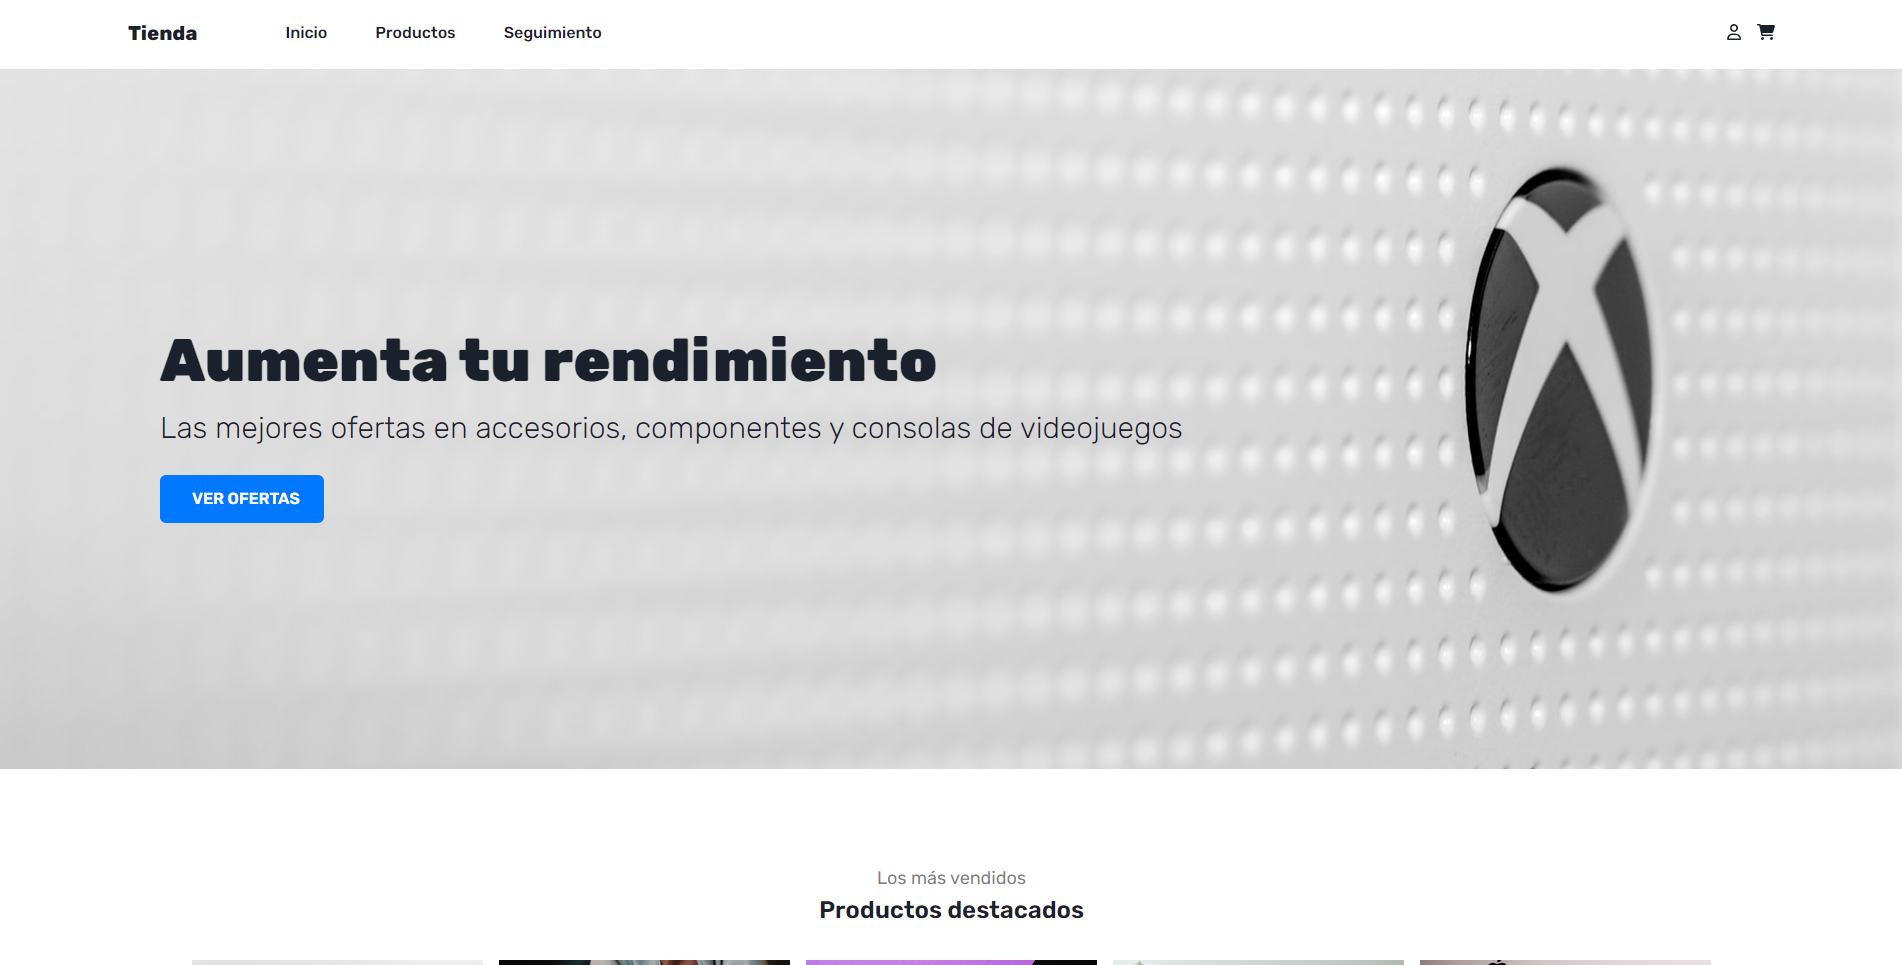 Tienda
Inicio
Productos
Seguimiento
Aumenta tu rendimiento
Las mejores ofertas en accesorios, componentes y consolas de videojuegos
VER OFERTAS
Los más vendidos
Productos destacados